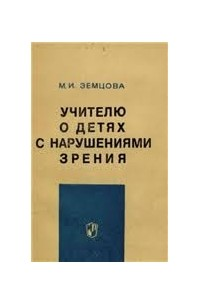 М.И. ЗЕМЦОВА
УЧИТЕЛЮ
О ДЕТЯХ
С НАРУШЕНИЯМИ
ЗРЕНИЯ